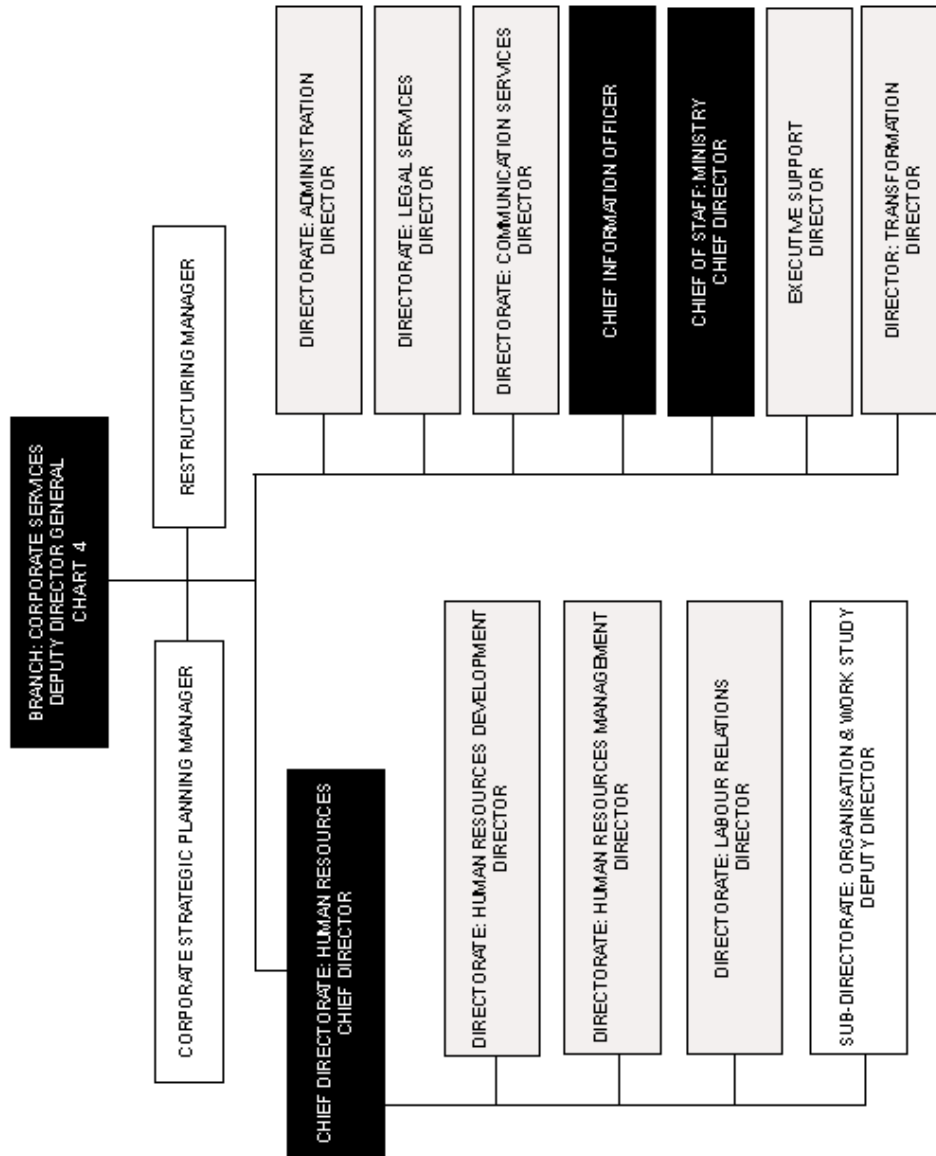 BRANCH: CORPORATE SERVICES
DEPUTY DIRECTOR GENERAL
CHART 4
CORPORATE STRATEGIC PLANNING MANAGER
RESTRUCTURING MANAGER
CHIEF DIRECTORATE: HUMAN RESOURCES
CHIEF DIRECTOR
DIRECTORATE: HUMAN RESOURCES DEVELOPMENT
DIRECTOR
DIRECTORATE: HUMAN RESOURCES MANAGEMENT
DIRECTOR
DIRECTORATE: LABOUR RELATIONS
DIRECTOR
SUB-DIRECTORATE: ORGANISATION & WORK STUDY
DEPUTY DIRECTOR
DIRECTORATE: ADMINISTRATION
DIRECTOR
DIRECTORATE: LEGAL SERVICES
DIRECTOR
DIRECTORATE: COMMUNICATION SERVICES
DIRECTOR
CHIEF INFORMATION OFFICER
CHIEF OF STAFF: MINISTRY
CHIEF DIRECTOR
EXECUTIVE SUPPORT
DIRECTOR
DIRECTOR: TRANSFORMATION
DIRECTOR